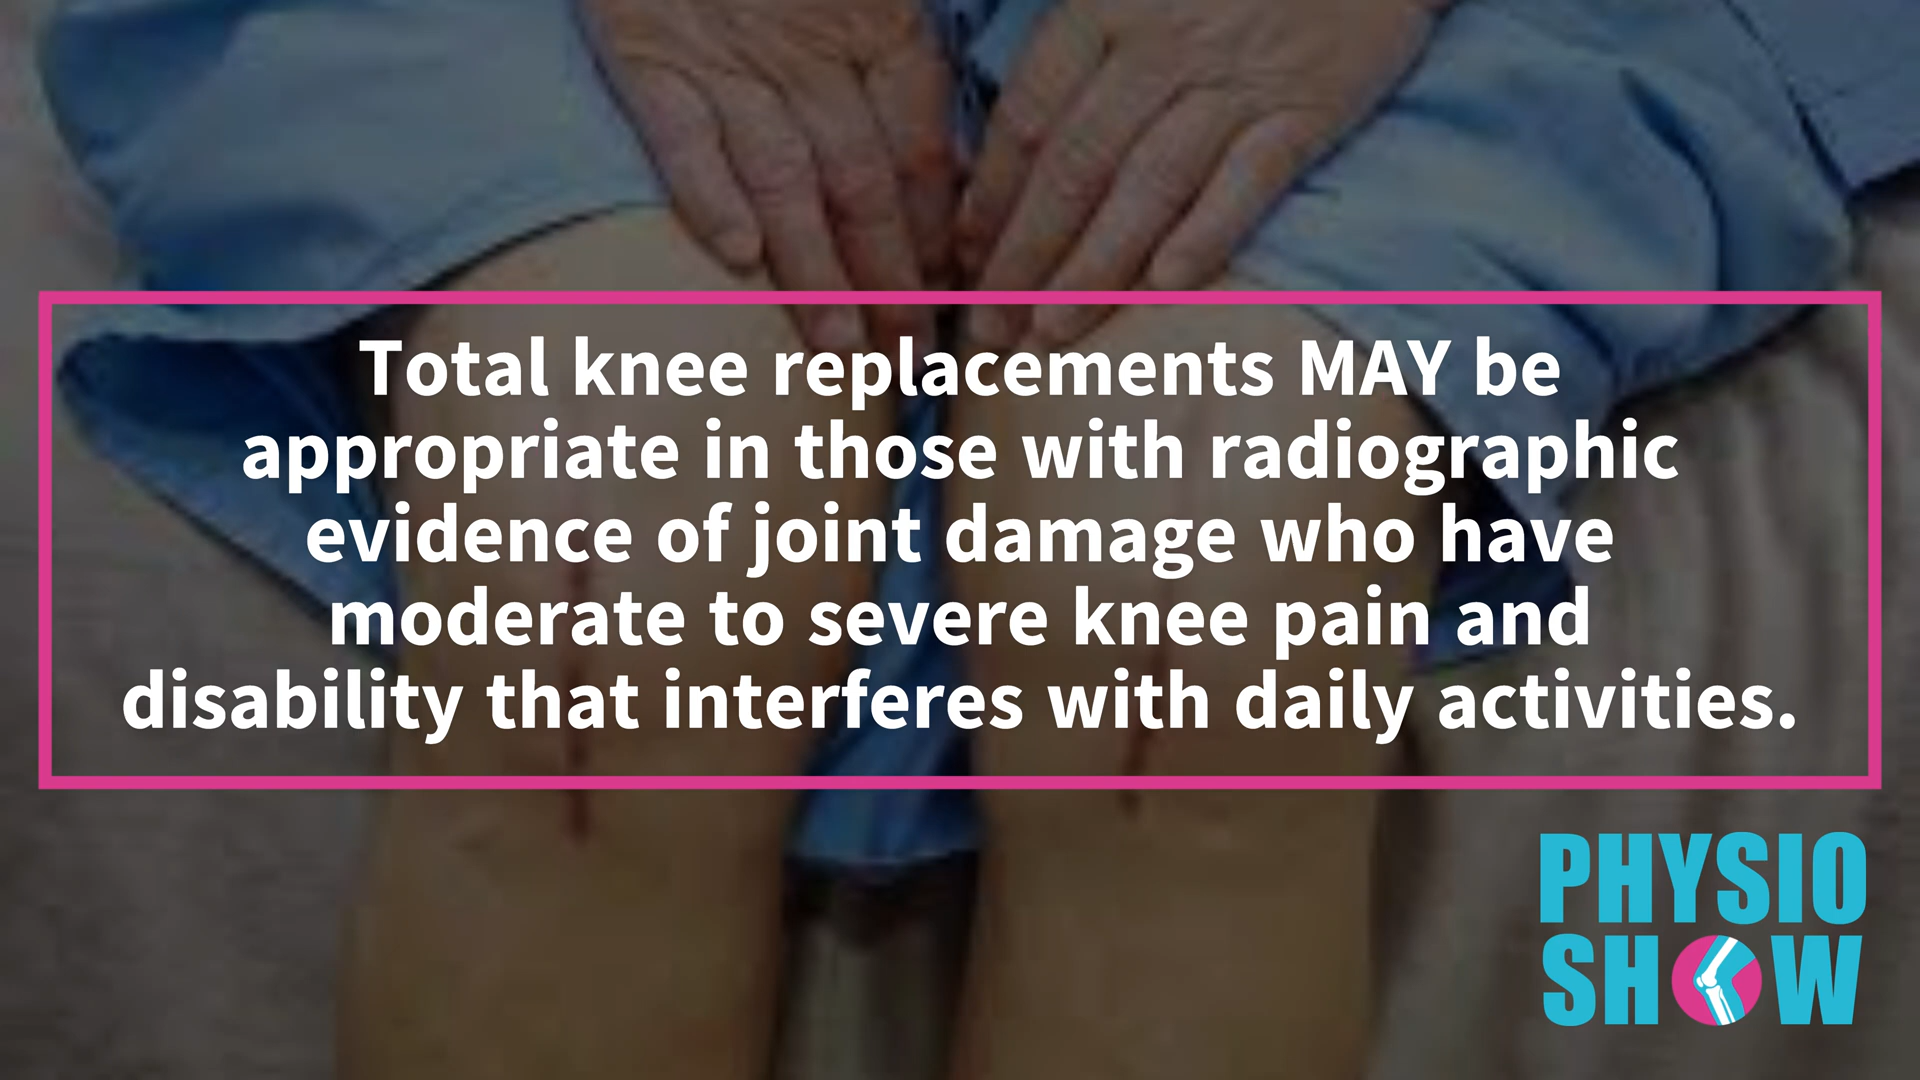 Total knee replacements MAY be
appropriate in those with radiographic
evidence of joint damage who have
moderate to severe knee pain and
disability that interferes with daily activities.
PHYSIO
SHOW